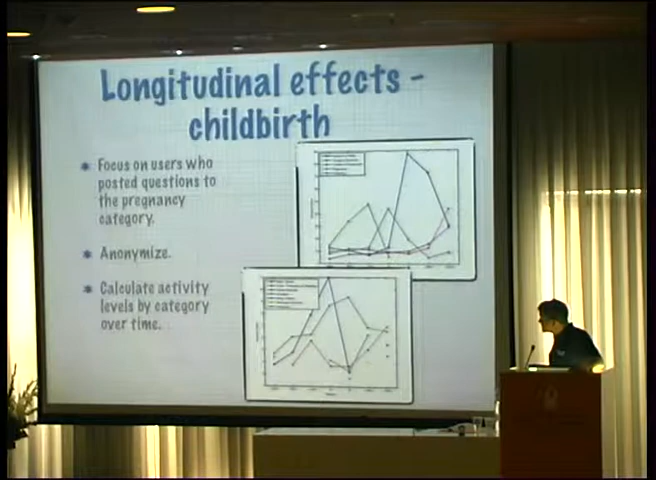 Longitudinal effects -
childbirth
Focus on users who
posted questions to
the pregnancy
category.
Anonymize.
Calculate activity
levels by category
over time.